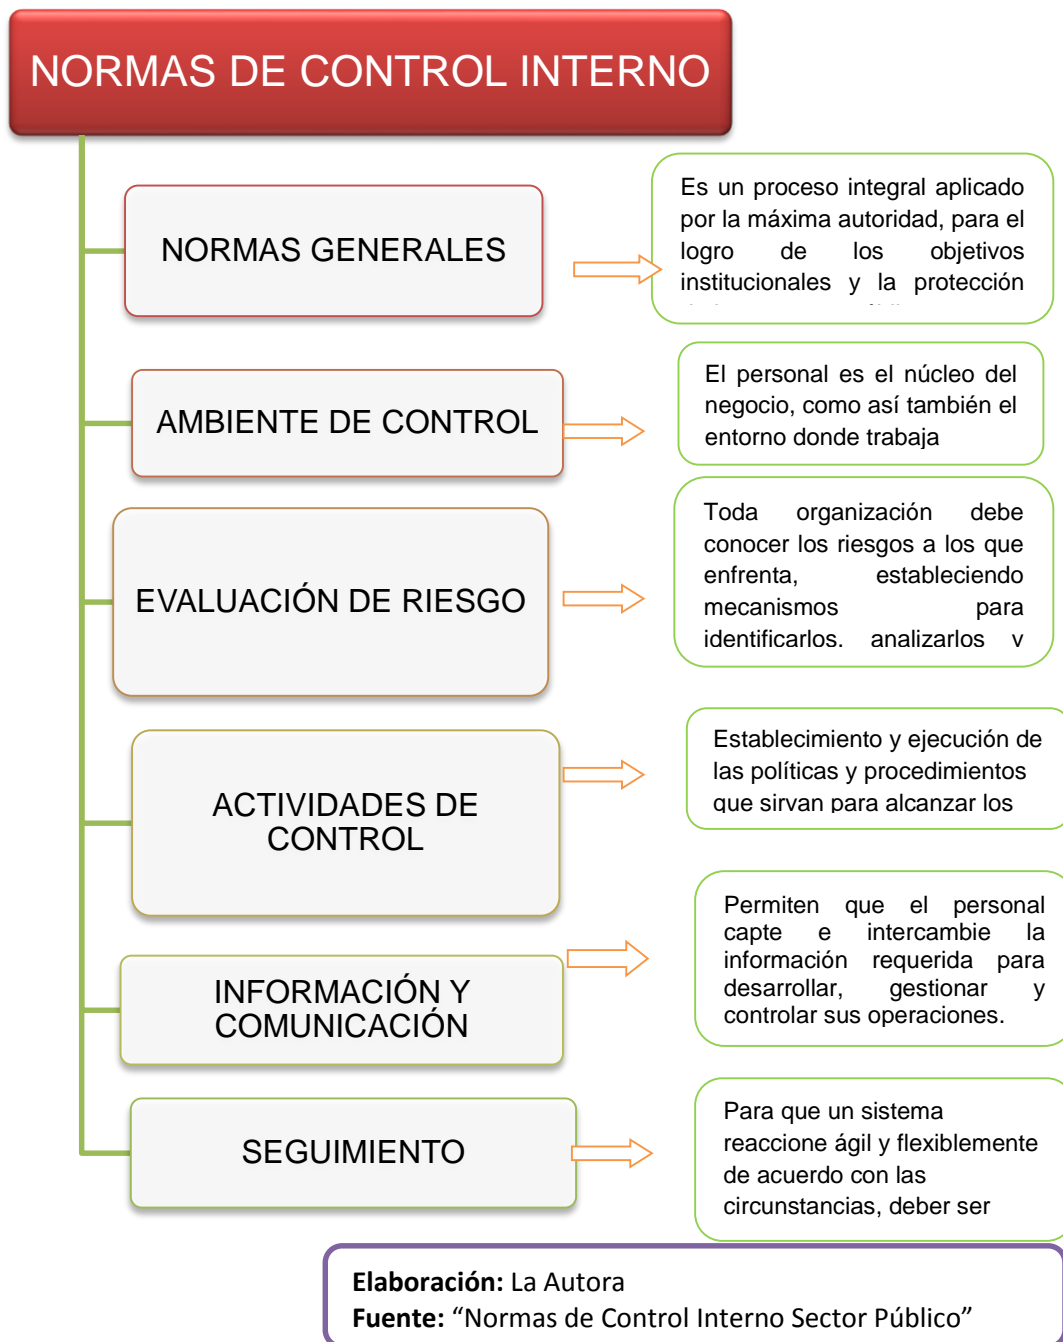 NORMAS DE CONTROL INTERNO
NORMAS GENERALES
Es un proceso integral aplicado
por la máxima autoridad, para el
logro de los objetivos
institucionales y la protección
AMBIENTE DE CONTROL
El personal es el núcleo del
negocio, como así también el
entorno donde trabaja
EVALUACIÓN DE RIESGO
Toda organización debe
conocer los riesgos a los que
enfrenta, estableciendo
mecanismos para
identificarlos. analizarlos y
ACTIVIDADES DE
CONTROL
Establecimiento y ejecución de
las políticas y procedimientos
que sirvan para alcanzar los
INFORMACIÓN Y
COMUNICACIÓN
Permiten que el personal
capte e intercambie la
información requerida para
desarrollar, gestionar y
controlar sus operaciones.
SEGUIMIENTO
Para que un sistema
reaccione ágil y flexiblemente
de acuerdo con las
circunstancias, deber ser
Elaboración: La Autora
Fuente: “Normas de Control Interno Sector Público”